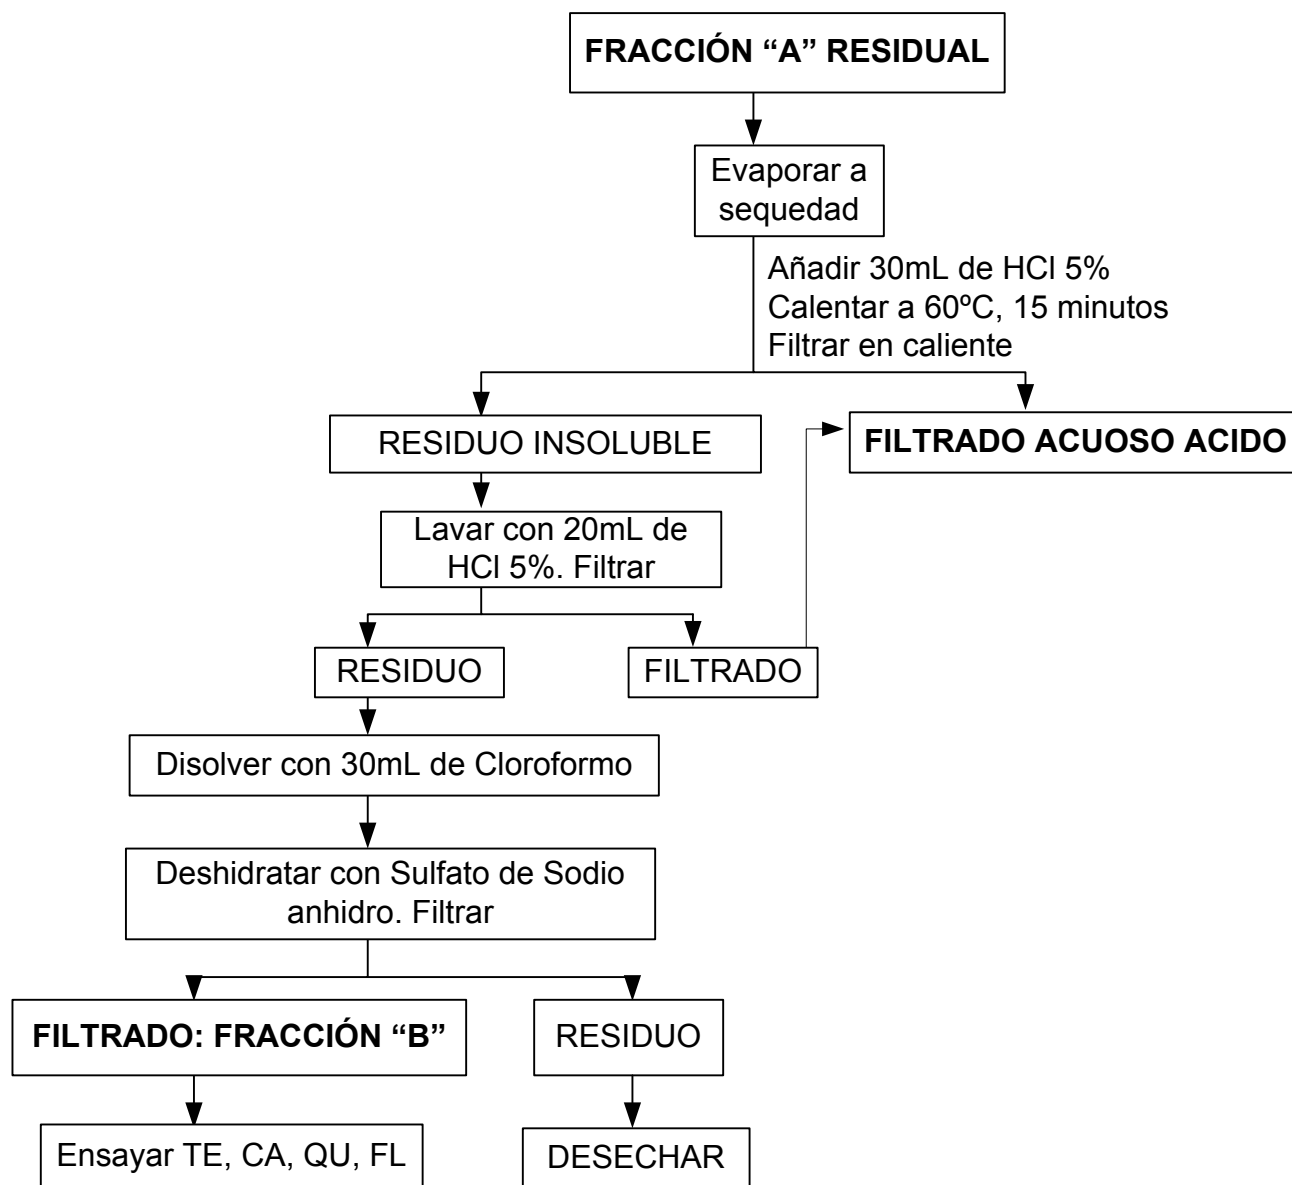 FRACCIÓN “A” RESIDUAL
Evaporar a
sequedad
Añadir 30mL de HCl 5%
Calentar a 60ºC, 15 minutos
Filtrar en caliente
RESIDUO INSOLUBLE
FILTRADO ACUOSO ACIDO
Lavar con 20mL de
HCl 5%. Filtrar
RESIDUO
FILTRADO
Disolver con 30mL de Cloroformo
Deshidratar con Sulfato de Sodio
anhidro. Filtrar
FILTRADO: FRACCIÓN “B”
RESIDUO
Ensayar TE, CA, QU, FL
DESECHAR